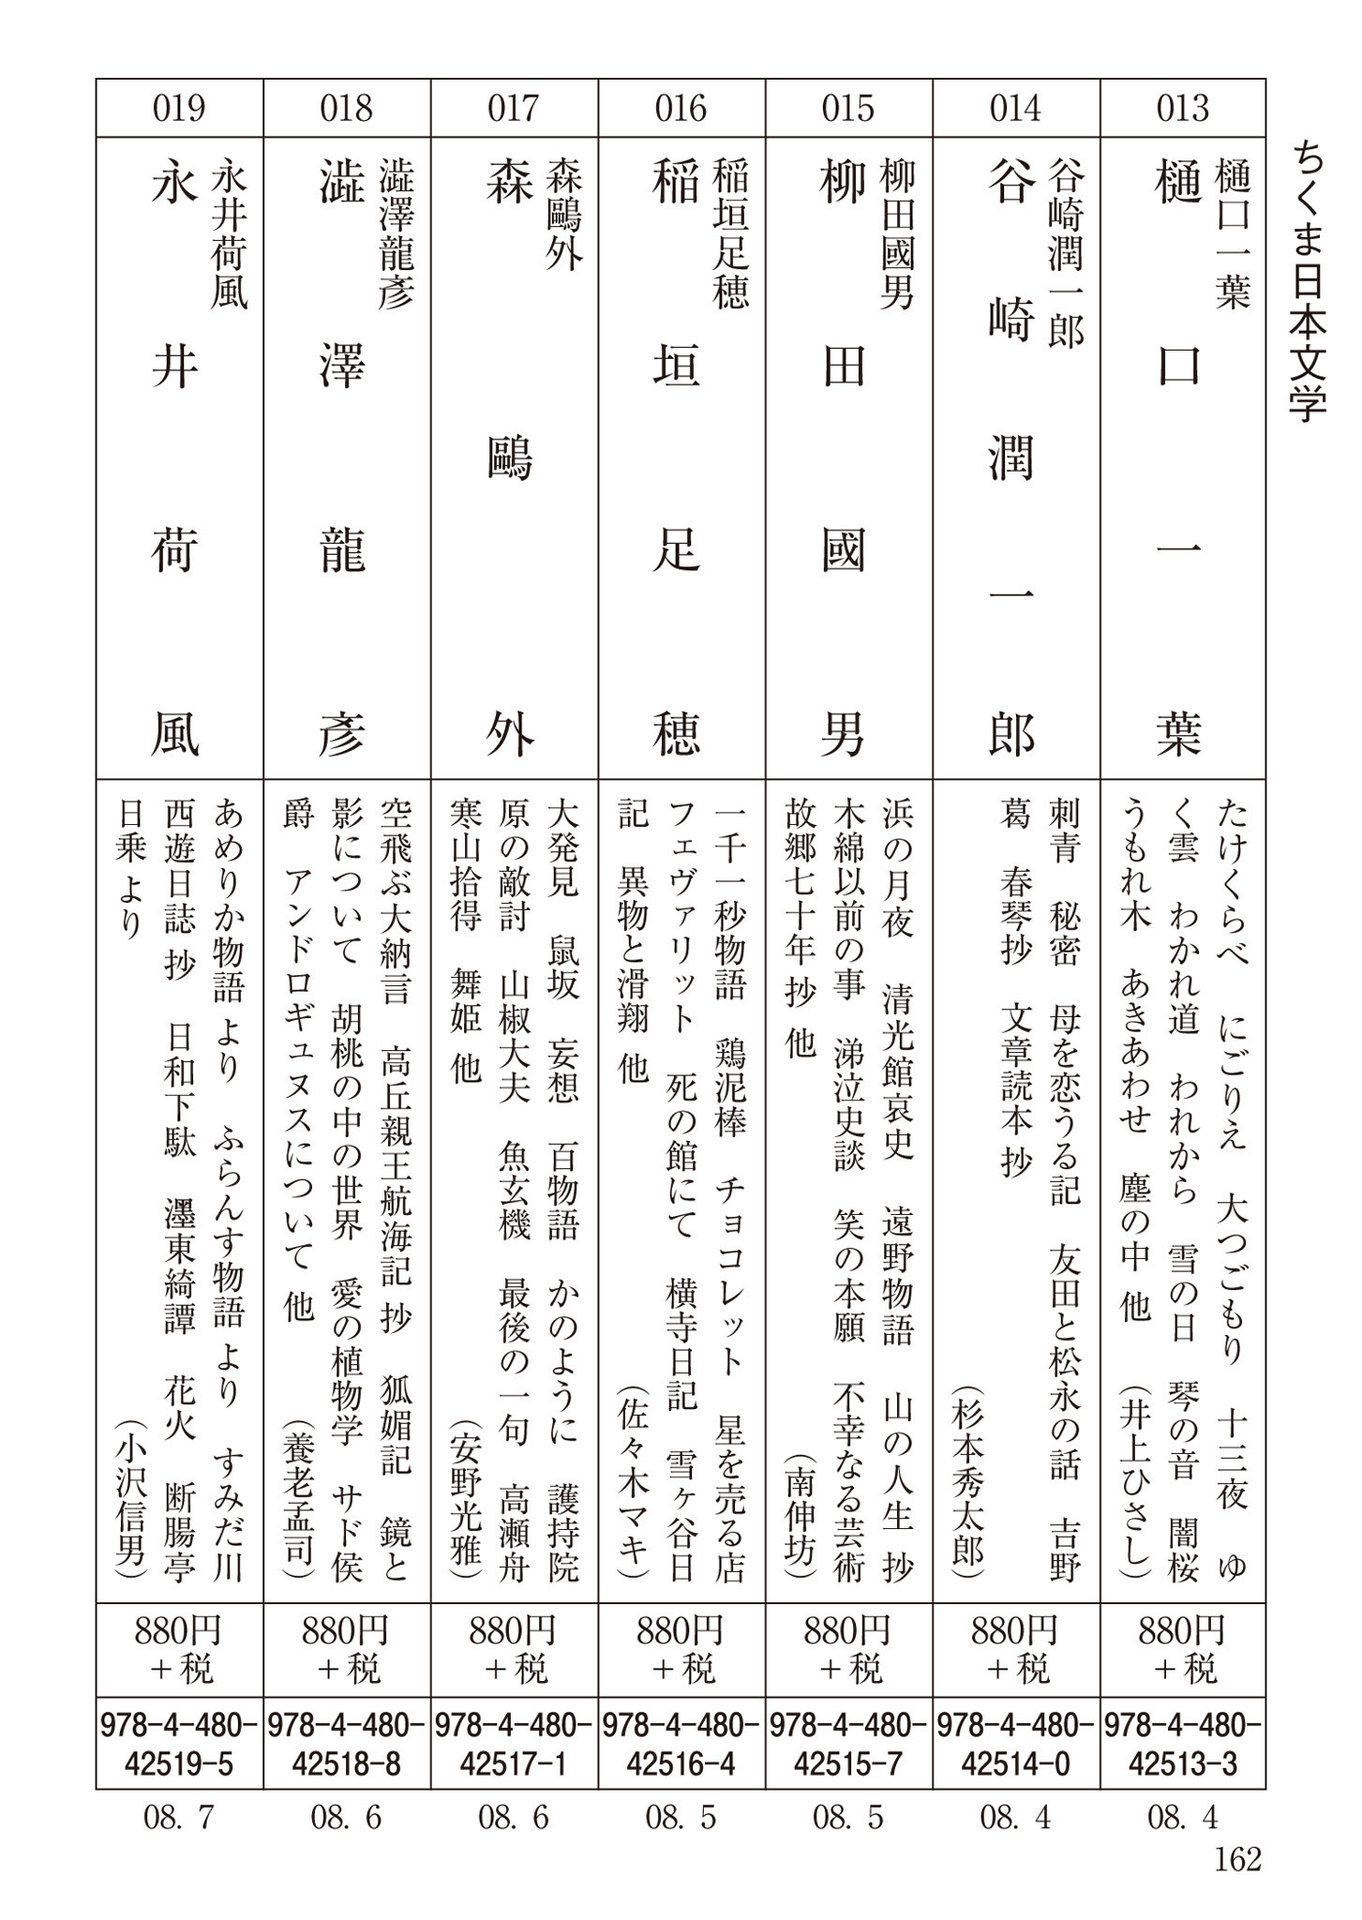 ちくま日本文学
013
樋口一葉
樋口一葉
たけくらべ　にごりえ　大つごもり　十三夜　ゆ
く雲　わかれ道　われから　雪の日　琴の音　闇桜
うもれ木　あきあわせ　塵の中 他　（井上ひさし）
880円
＋税
978-4-480-
42513-3
08. 4
014
谷崎潤一郎
谷崎潤一郎
刺青　秘密　母を恋うる記　友田と松永の話　吉野
葛　春琴抄　文章読本 抄
（杉本秀太郎）
880円
＋税
978-4-480-
42514-0
08. 4
015
柳田國男
柳田國男
浜の月夜　清光館哀史　遠野物語　山の人生 抄
木綿以前の事　涕泣史談　笑の本願　不幸なる芸術
故郷七十年 抄 他　（南伸坊）
880円
＋税
978-4-480-
42515-7
08. 5
016
稲垣足穂
稲垣足穂
一千一秒物語　鶏泥棒　チョコレット　星を売る店
フェヴァリット　死の館にて　横寺日記　雪ヶ谷日
記　異物と滑翔 他　（佐々木マキ）
880円
＋税
978-4-480-
42516-4
08. 5
017
森鷗外
森鷗外
大発見　鼠坂　妄想　百物語　かのように　護持院
原の敵討　山椒大夫　魚玄機　最後の一句　高瀬舟
寒山拾得　舞姫 他　（安野光雅）
880円
＋税
978-4-480-
42517-1
08. 6
018
澁澤龍彥
澁澤龍彥
空飛ぶ大納言　高丘親王航海記 抄　狐媚記　鏡と
影について　胡桃の中の世界　愛の植物学　サド侯
爵　アンドロギュヌスについて 他　（養老孟司）
880円
＋税
978-4-480-
42518-8
08. 6
019
永井荷風
永井荷風
あめりか物語 より　ふらんす物語 より　すみだ川
西遊日誌 抄　日和下駄　濹東綺譚　花火　断腸亭
日乗 より　（小沢信男）
880円
＋税
978-4-480-
42519-5
08. 7
162